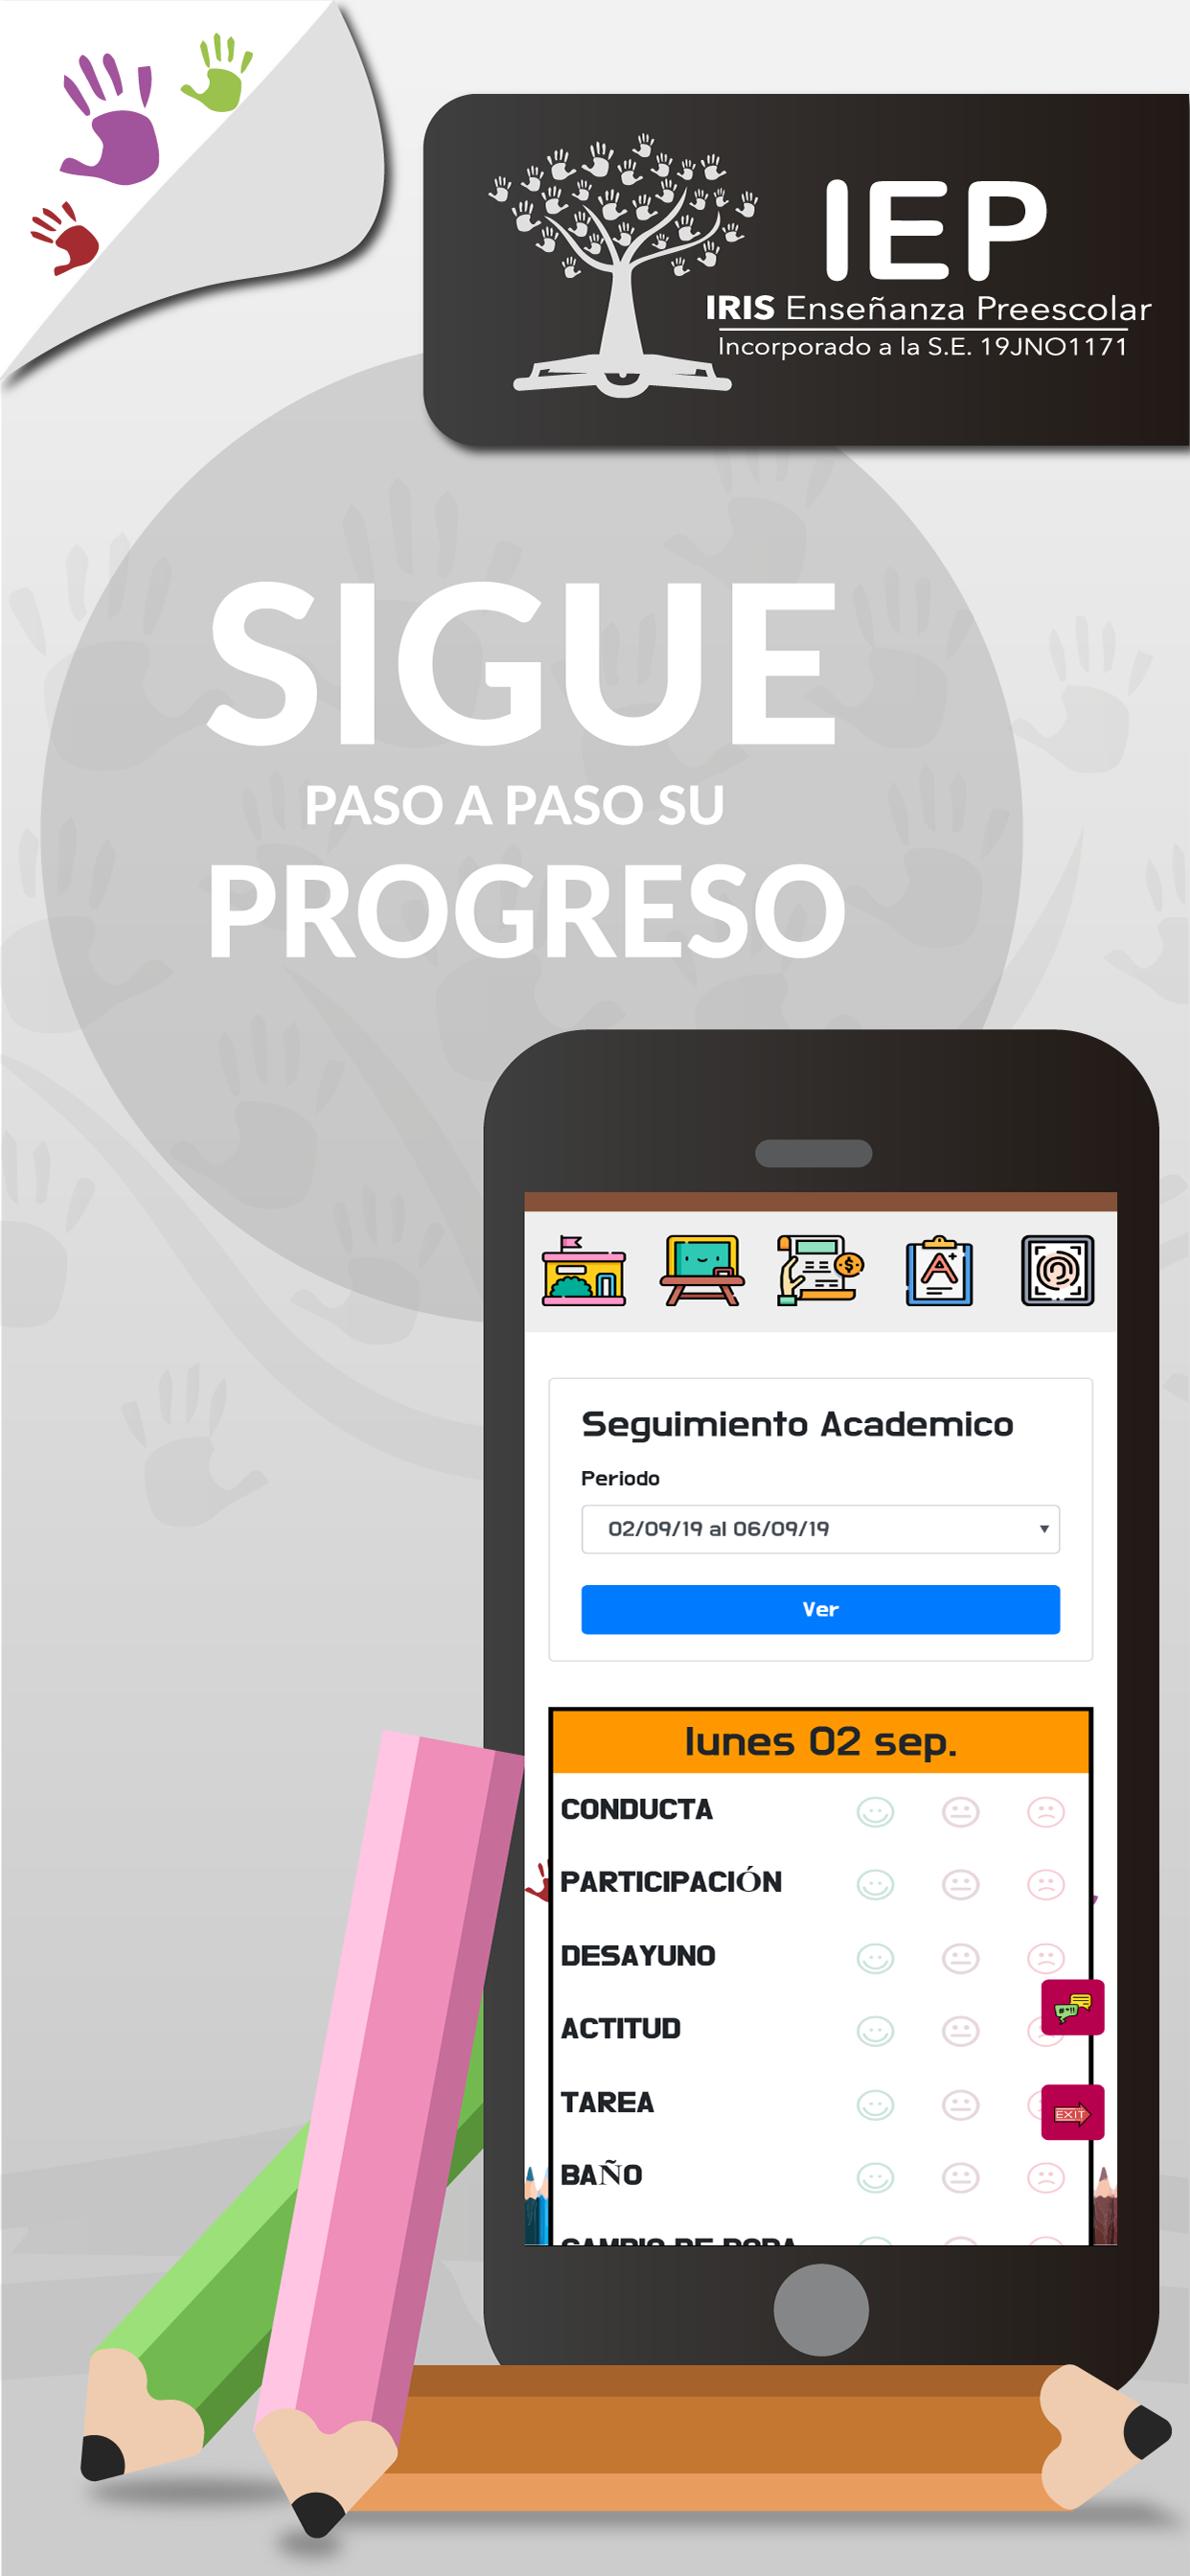 IEP
IRIS Enseñanza Preescolar
Incorporado a la S.E. 19JNO1171
SIGUE
PASO A PASO SU
PROGRESO
Seguimiento Academico
Periodo
02/09/19 al 06/09/19
Ver
lunes 02 sep.
CONDUCTA
PARTICIPACIÓN
DESAYUNO
ACTITUD
TAREA
EXIT
BAÑO